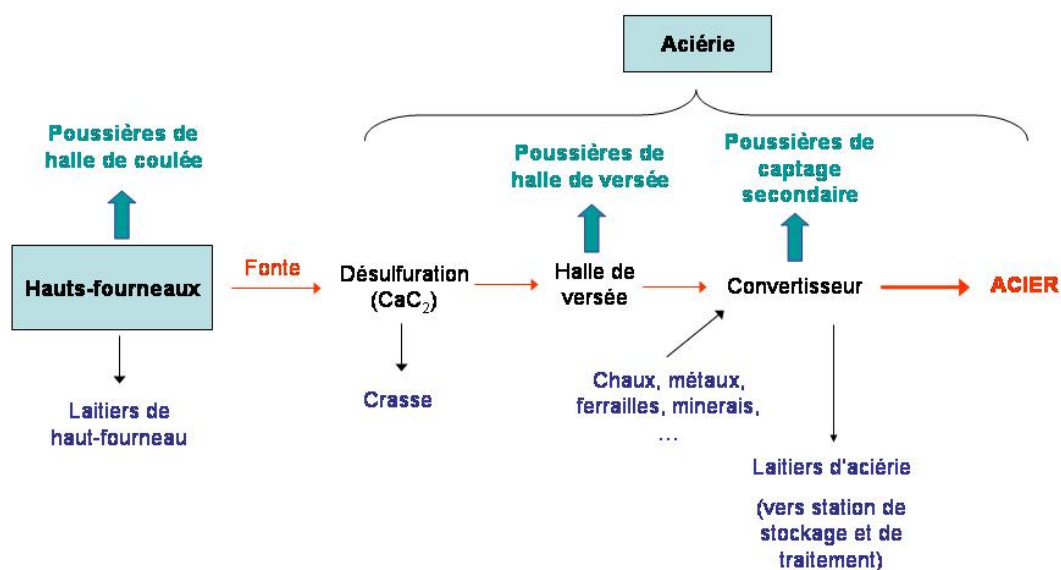 Aciérie
Poussières de
halle de coulée
Poussières de
halle de versée
Poussières de
captage
secondaire
Hauts-fourneaux
Fonte
Désulfuration
(CaC2)
Halle de
versée
Convertisseur
ACIER
Laitiers de
haut-fourneau
Crasse
Chaux, métaux,
ferrailles, minerais,
...
Laitiers d'aciérie
(vers station de
stockage et de
traitement)